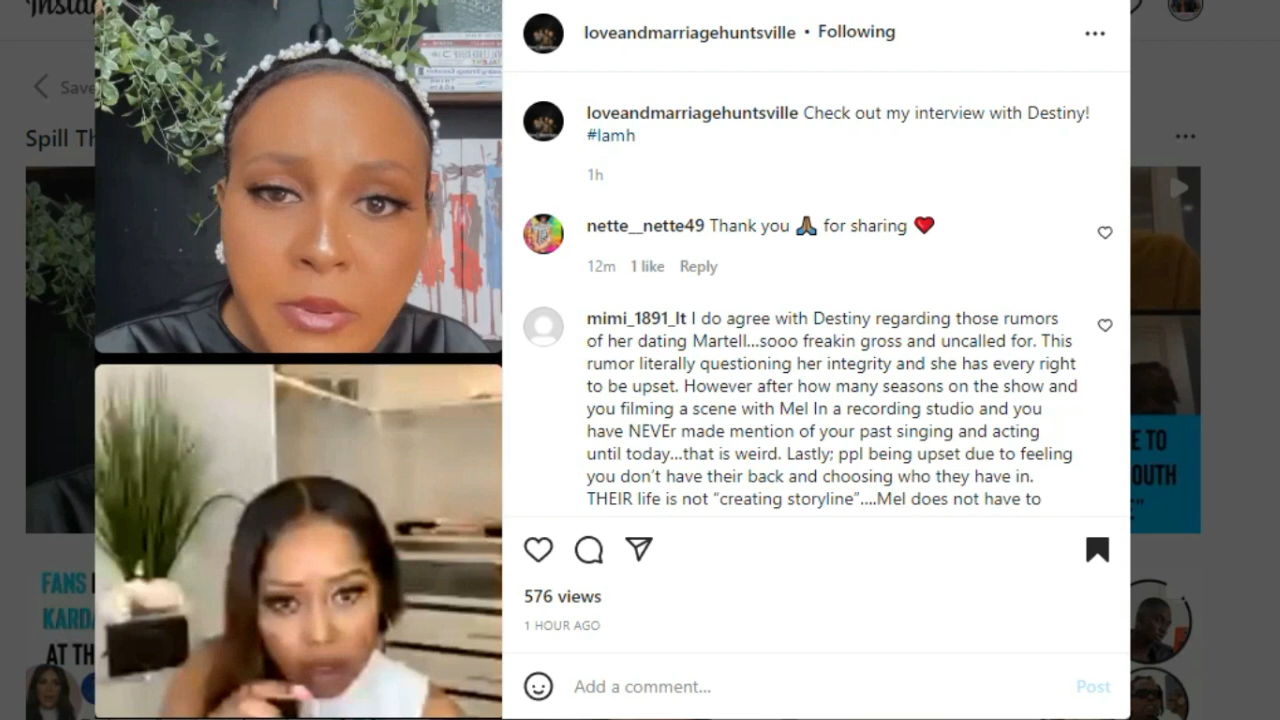 loveandmarriagehuntsville • Following
loveandmarriagehuntsville Check out my interview with Destiny!
#lamh
1h
nette__nette49 Thank you 🙏🏾 for sharing ❤️
12m 1 like Reply
mimi_1891_lt I do agree with Destiny regarding those rumors
of her dating Martell...sooo freakin gross and uncalled for. This
rumor literally questioning her integrity and she has every right
to be upset. However after how many seasons on the show and
you filming a scene with Mel In a recording studio and you
have NEVEr made mention of your past singing and acting
until today...that is weird. Lastly; ppl being upset due to feeling
you don't have their back and choosing who they have in.
THEIR life is not "creating storyline"....Mel does not have to
576 views
1 HOUR AGO
Add a comment... Post
Save
Spill Th
FANS
KARDA
AT TH
E TO
OUTH